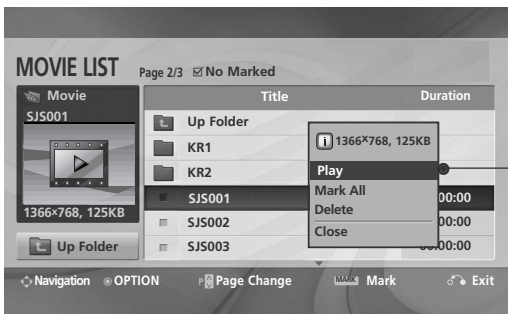 MOVIE LIST Page 2/3 ☑ No Marked
Movie
SJS001
1366×768, 125KB
Up Folder
Title Duration
Up Folder
KR1
KR2
SJS001 00:00
SJS002 00:00
SJS003 00:00:00
i 1366×768, 125KB
Play
Mark All
Delete
Close
Navigation OPTION P Page Change MARK Mark Exit